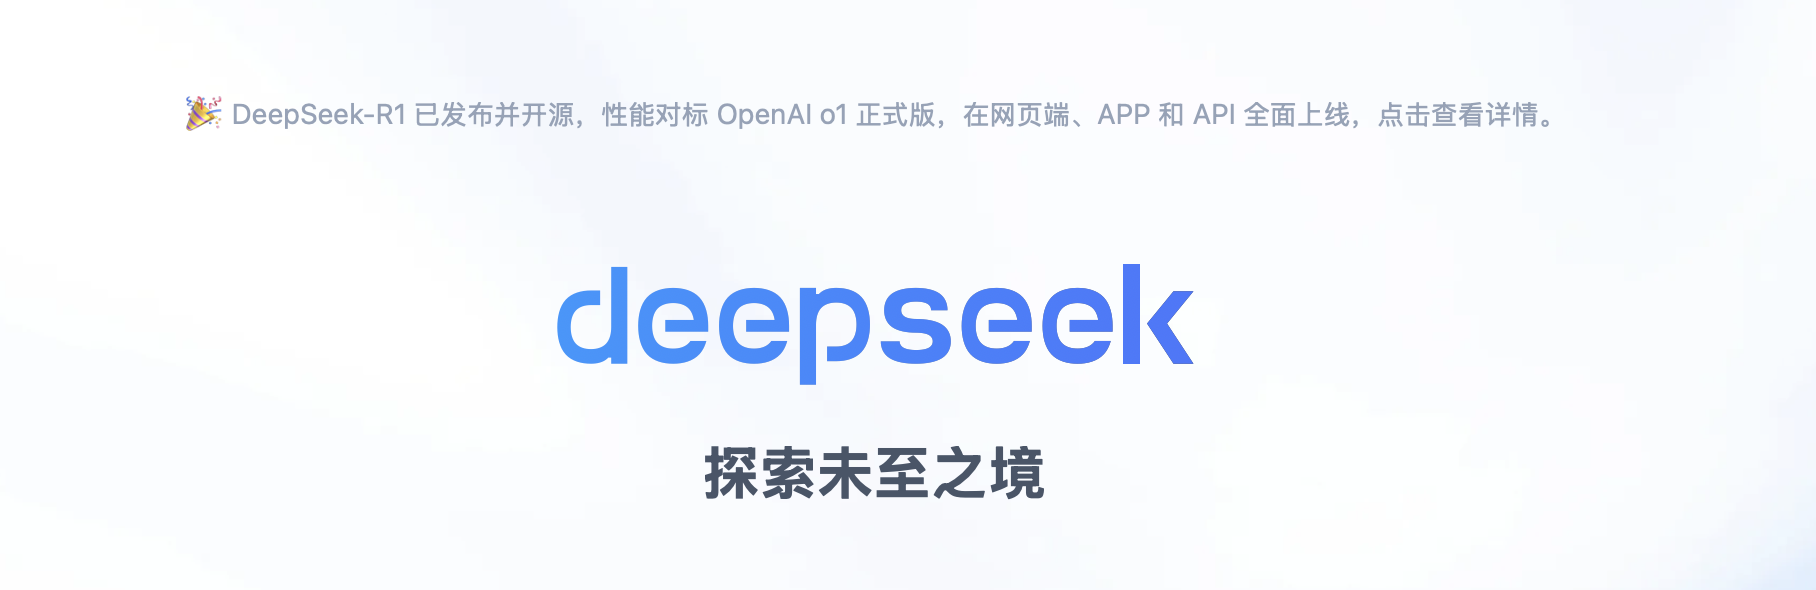 🎉 DeepSeek-R1 已发布并开源，性能对标 OpenAI o1 正式版，在网页端、APP 和 API 全面上线，点击查看详情。
deepseek
探索未至之境